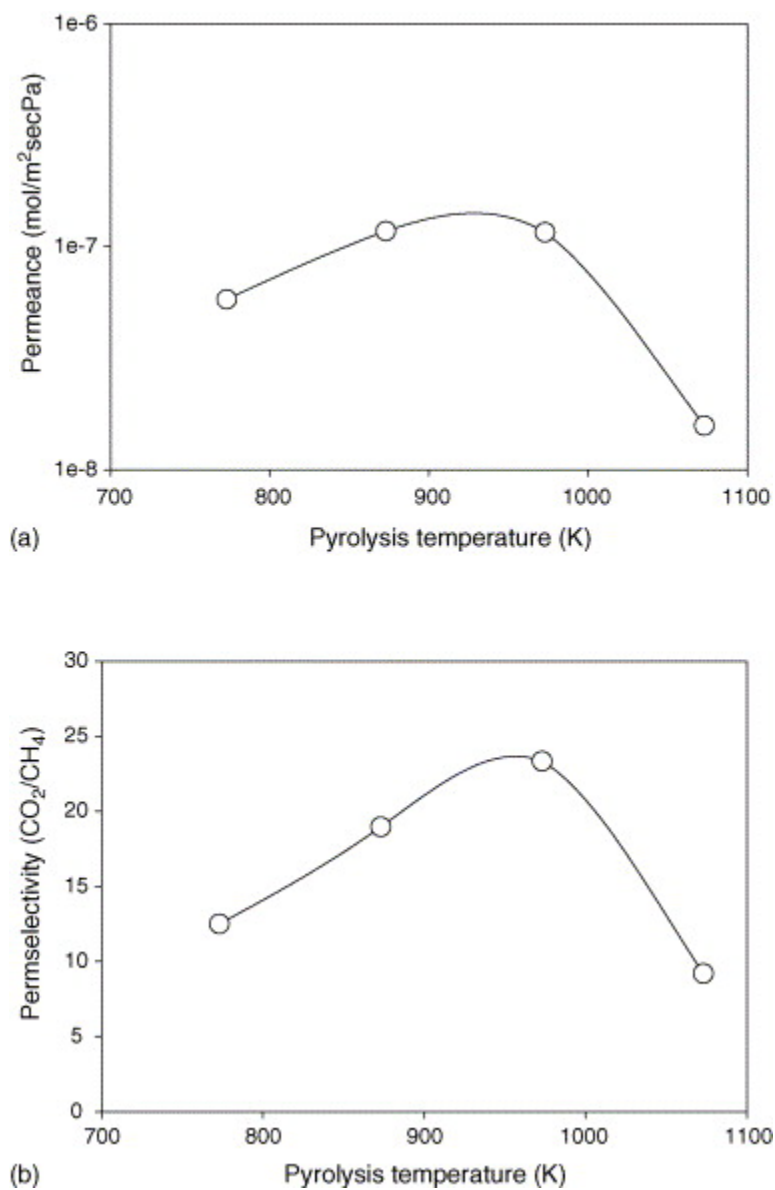 1e-6
Permeance (mol/m²secPa)
1e-7
1e-8
700 800 900 1000 1100
(a) Pyrolysis temperature (K)
30
25
20
Permselectivity (CO₂/CH₄)
15
10
5
0
700 800 900 1000 1100
(b) Pyrolysis temperature (K)